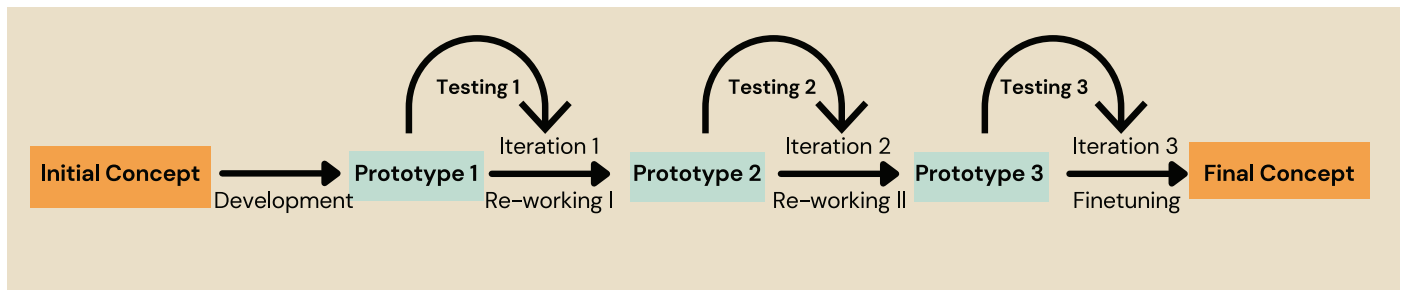 Testing 1
Testing 2
Testing 3
Iteration 1
Iteration 2
Iteration 3
Initial Concept
Prototype 1
Prototype 2
Prototype 3
Final Concept
Development
Re-working I
Re-working II
Finetuning